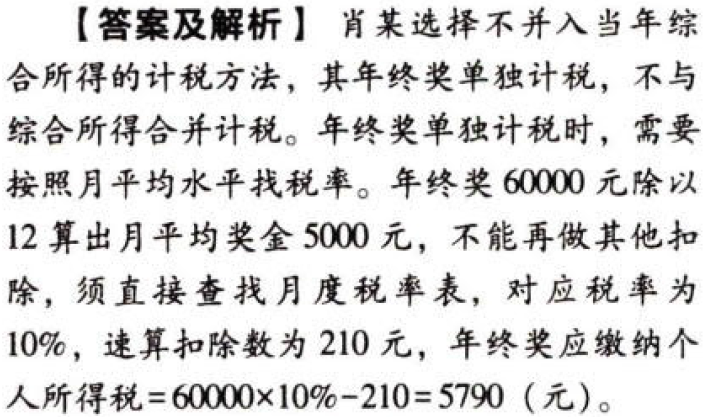 【答案及解析】 肖某选择不并入当年综
合所得的计税方法，其年终奖单独计税，不与
综合所得合并计税。年终奖单独计税时，需要
按照月平均水平找税率。年终奖 60000 元除以
12 算出月平均奖金 5000 元，不能再做其他扣
除，须直接查找月度税率表，对应税率为
10%，速算扣除数为 210 元，年终奖应缴纳个
人所得税=60000×10%-210=5790（元）。